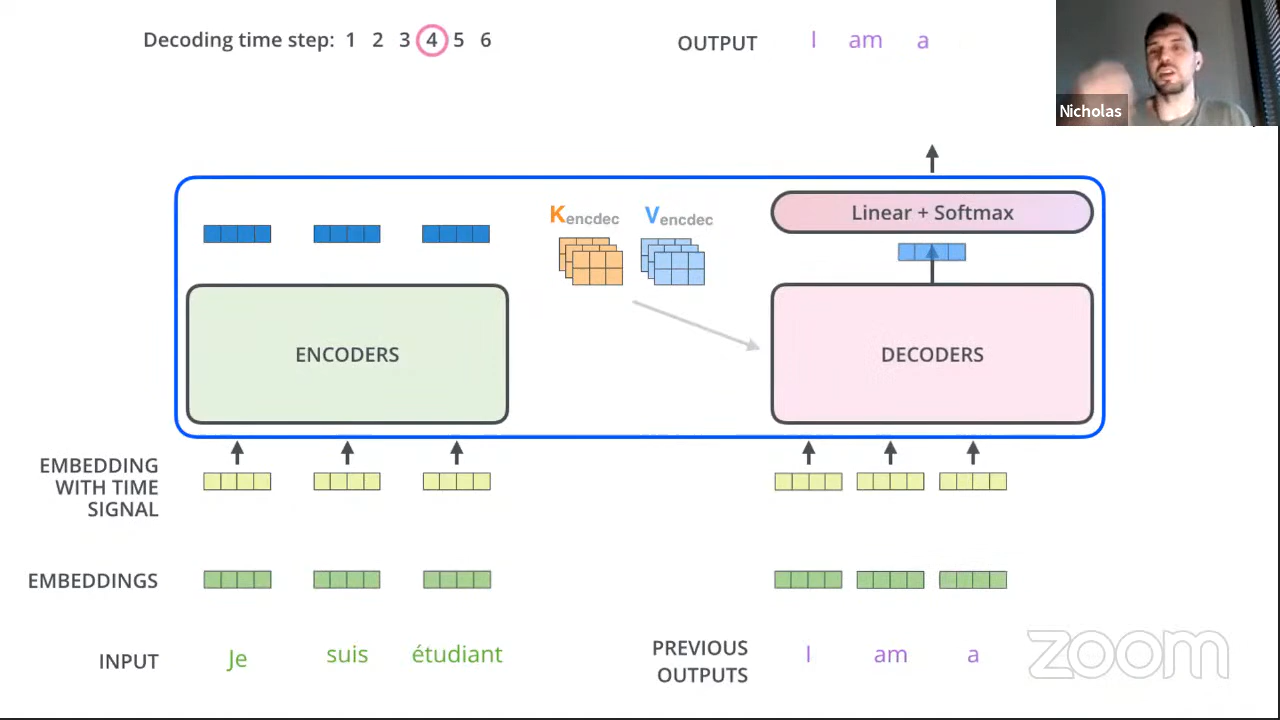 Decoding time step: 1 2 3 4 5 6
OUTPUT I am a
Nicholas
Kencdec Vencdec
Linear + Softmax
ENCODERS
DECODERS
EMBEDDING
WITH TIME
SIGNAL
EMBEDDINGS
INPUT Je suis étudiant
PREVIOUS
OUTPUTS
I am a
zoom